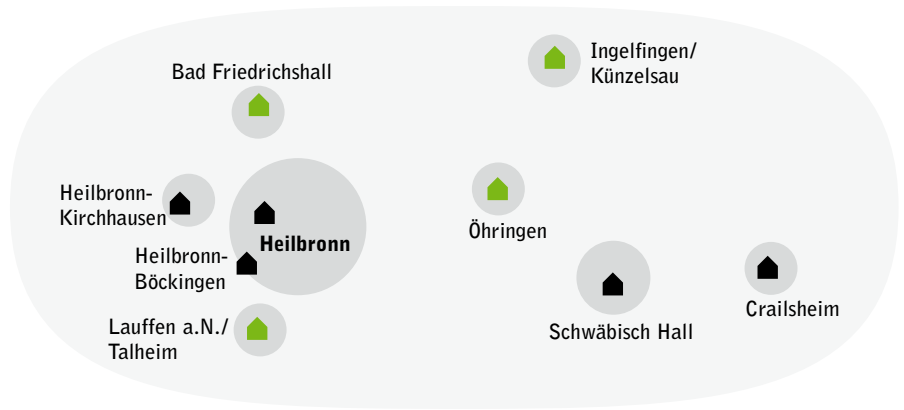 Ingelfingen/
Künzelsau
Bad Friedrichshall
Heilbronn-
Kirchhausen
Öhringen
Heilbronn
Heilbronn-
Böckingen
Crailsheim
Lauffen a.N./
Talheim
Schwäbisch Hall